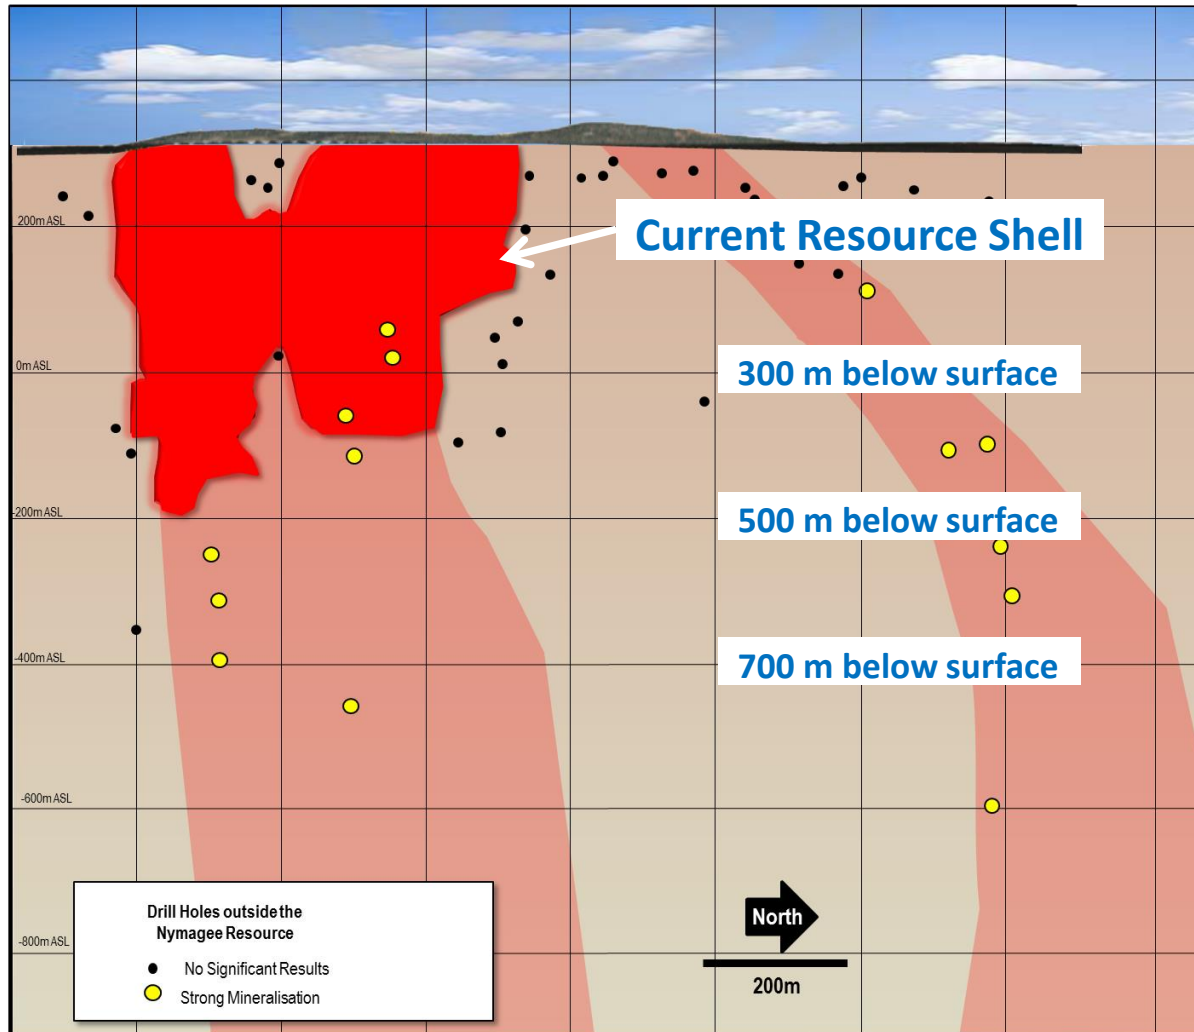 200m ASL
Current Resource Shell
0m ASL
300 m below surface
-200m ASL
500 m below surface
-400m ASL
700 m below surface
-600m ASL
-800m ASL
Drill Holes outside the
Nymagee Resource
No Significant Results
Strong Mineralisation
North
200m